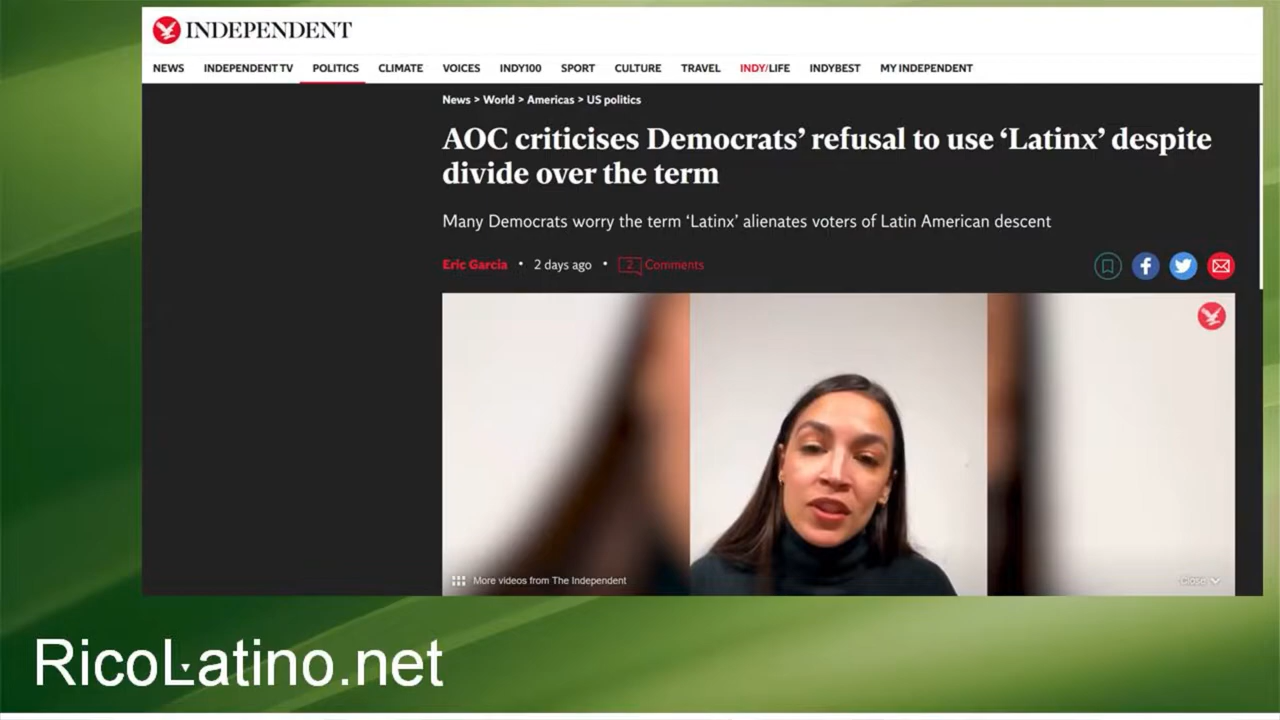 INDEPENDENT
NEWS INDEPENDENT TV POLITICS CLIMATE VOICES INDY100 SPORT CULTURE TRAVEL INDY/LIFE INDYBEST MY INDEPENDENT
News > World > Americas > US politics
AOC criticises Democrats’ refusal to use ‘Latinx’ despite
divide over the term
Many Democrats worry the term ‘Latinx’ alienates voters of Latin American descent
Eric Garcia • 2 days ago • 2 Comments
More videos from The Independent
Close
RicoLatino.net